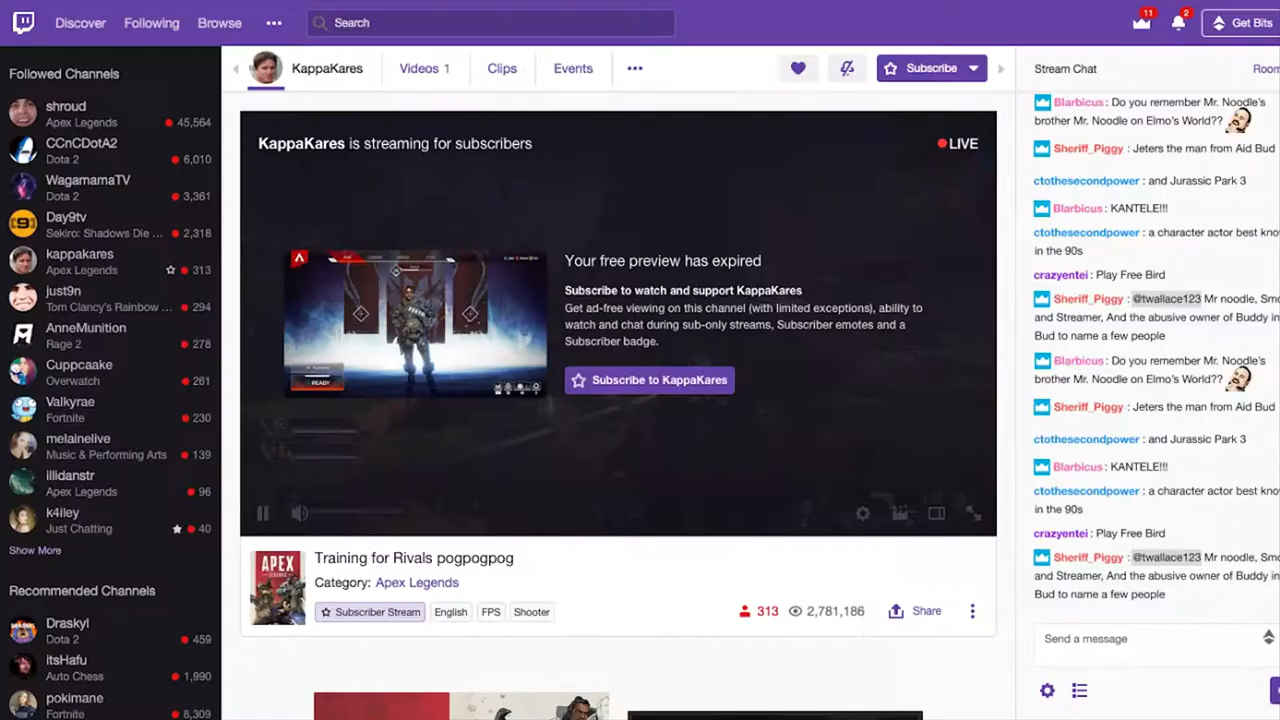 Discover
Following
Browse
Search
11
2
Get Bits
Followed Channels
shroud
Apex Legends
45,564
CCnCDotA2
Dota 2
6,010
WagamamaTV
Dota 2
3,361
Day9tv
Sekiro: Shadows Die ...
2,318
kappakares
Apex Legends
313
just9n
Tom Clancy's Rainbow ...
294
AnneMunition
Rage 2
278
Cuppcaake
Overwatch
261
Valkyrae
Fortnite
230
melainelive
Music & Performing Arts
139
illidanstr
Apex Legends
96
k4iley
Just Chatting
40
Show More
Recommended Channels
Draskyl
Dota 2
459
itsHafu
Auto Chess
1,990
pokimane
Fortnite
8,309
KappaKares
Videos 1
Clips
Events
Subscribe
KappaKares is streaming for subscribers
LIVE
Your free preview has expired
Subscribe to watch and support KappaKares
Get ad-free viewing on this channel (with limited exceptions), ability to
watch and chat during sub-only streams, Subscriber emotes and a
Subscriber badge.
Subscribe to KappaKares
READY
APEX
Training for Rivals pogpogpog
Category: Apex Legends
Subscriber Stream
English
FPS
Shooter
313
2,781,186
Share
Stream Chat
Room
Blarbicus: Do you remember Mr. Noodle's
brother Mr. Noodle on Elmo's World??
Sheriff_Piggy : Jeters the man from Aid Bud
ctothesecondpower : and Jurassic Park 3
Blarbicus: KANTELE!!!
ctothesecondpower : a character actor best kno
in the 90s
crazyentei : Play Free Bird
Sheriff_Piggy : @twallace123 Mr noodle, Smo
and Streamer, And the abusive owner of Buddy in
Bud to name a few people
Blarbicus: Do you remember Mr. Noodle's
brother Mr. Noodle on Elmo's World??
Sheriff_Piggy : Jeters the man from Aid Bud
ctothesecondpower : and Jurassic Park 3
Blarbicus: KANTELE!!!
ctothesecondpower : a character actor best kno
in the 90s
crazyentei : Play Free Bird
Sheriff_Piggy : @twallace123 Mr noodle, Smo
and Streamer, And the abusive owner of Buddy in
Bud to name a few people
Send a message